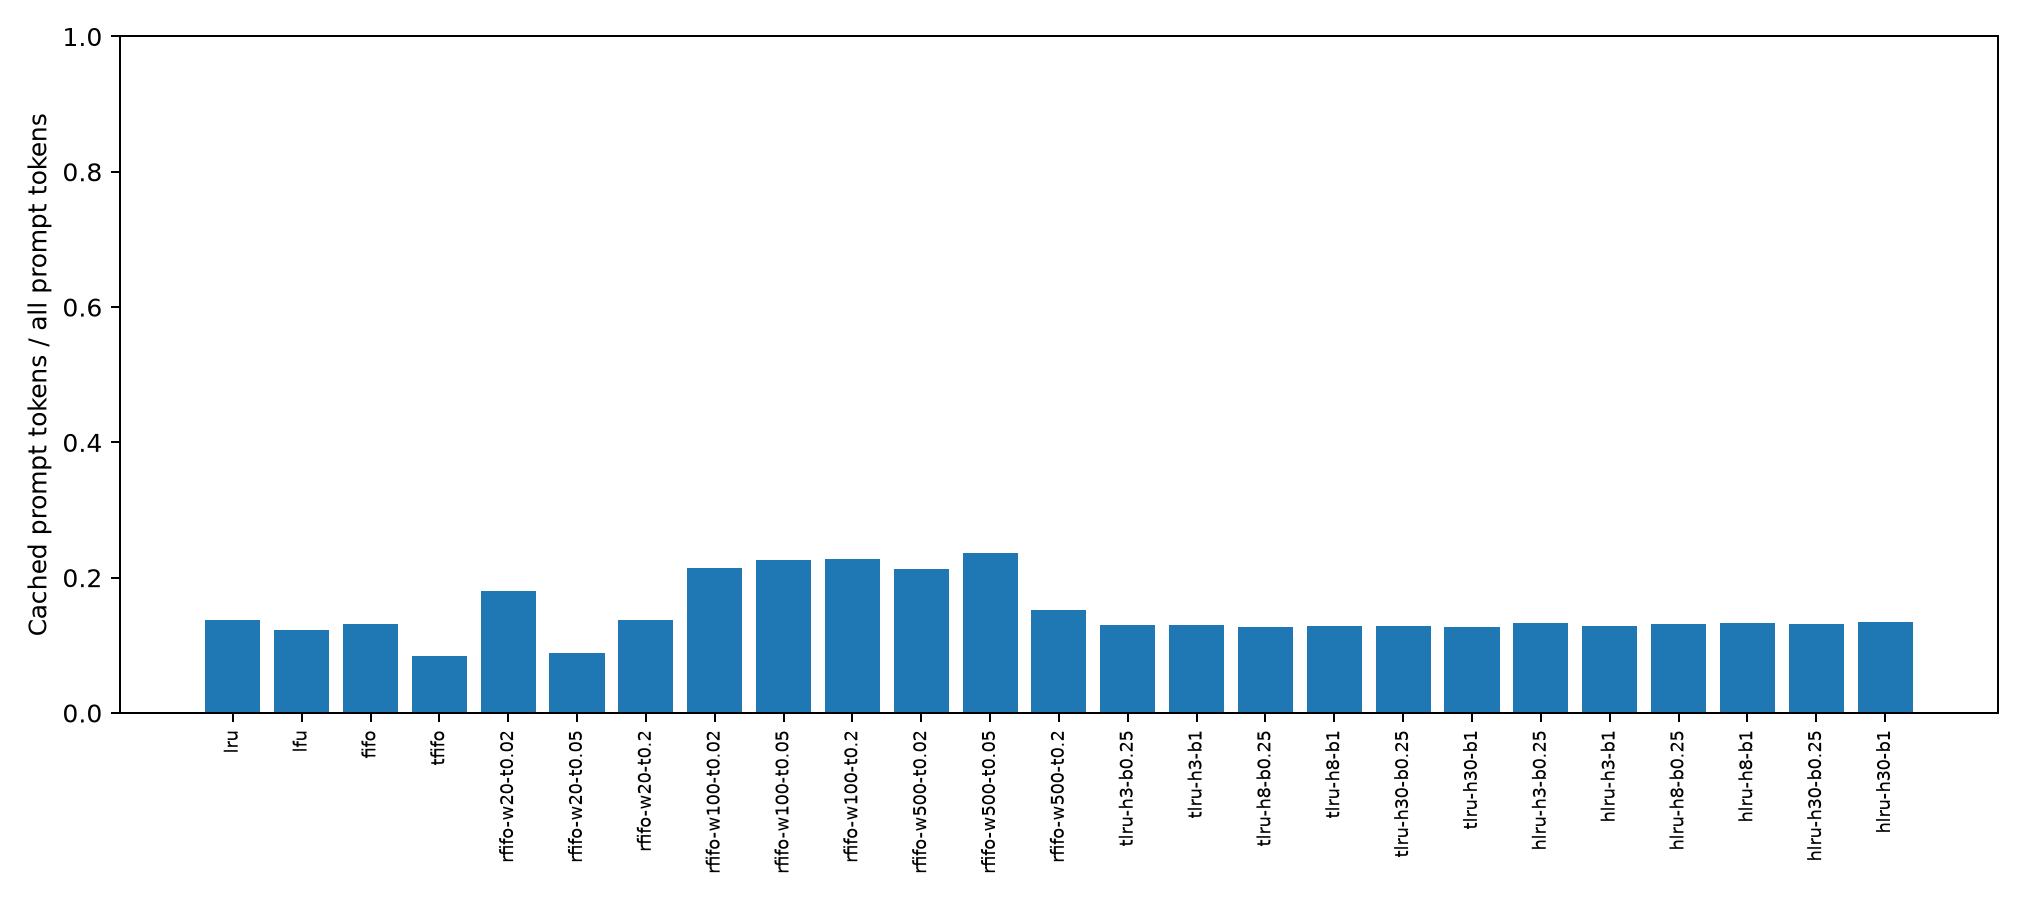 Cached prompt tokens / all prompt tokens
1.0
0.8
0.6
0.4
0.2
0.0
lru
lfu
fifo
tfifo
rfifo-w20-t0.02
rfifo-w20-t0.05
rfifo-w20-t0.2
rfifo-w100-t0.02
rfifo-w100-t0.05
rfifo-w100-t0.2
rfifo-w500-t0.02
rfifo-w500-t0.05
rfifo-w500-t0.2
tlru-h3-b0.25
tlru-h3-b1
tlru-h8-b0.25
tlru-h8-b1
tlru-h30-b0.25
tlru-h30-b1
hlru-h3-b0.25
hlru-h3-b1
hlru-h8-b0.25
hlru-h8-b1
hlru-h30-b0.25
hlru-h30-b1